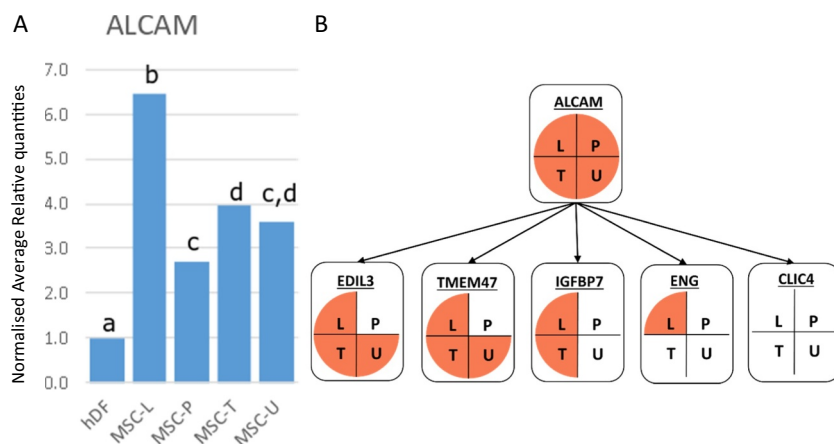 A
B
ALCAM
Normalised Average Relative quantities
7.0
6.0
5.0
4.0
3.0
2.0
1.0
0.0
a
b
c
d
c,d
hDF
MSC-L
MSC-P
MSC-T
MSC-U
ALCAM
L P
T U
EDIL3
L P
T U
TMEM47
L P
T U
IGFBP7
L P
T U
ENG
L P
T U
CLIC4
L P
T U